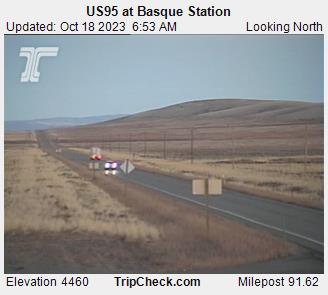 US95 at Basque Station
Updated: Oct 18 2023 6:53 AM Looking North
Elevation 4460 TripCheck.com Milepost 91.62